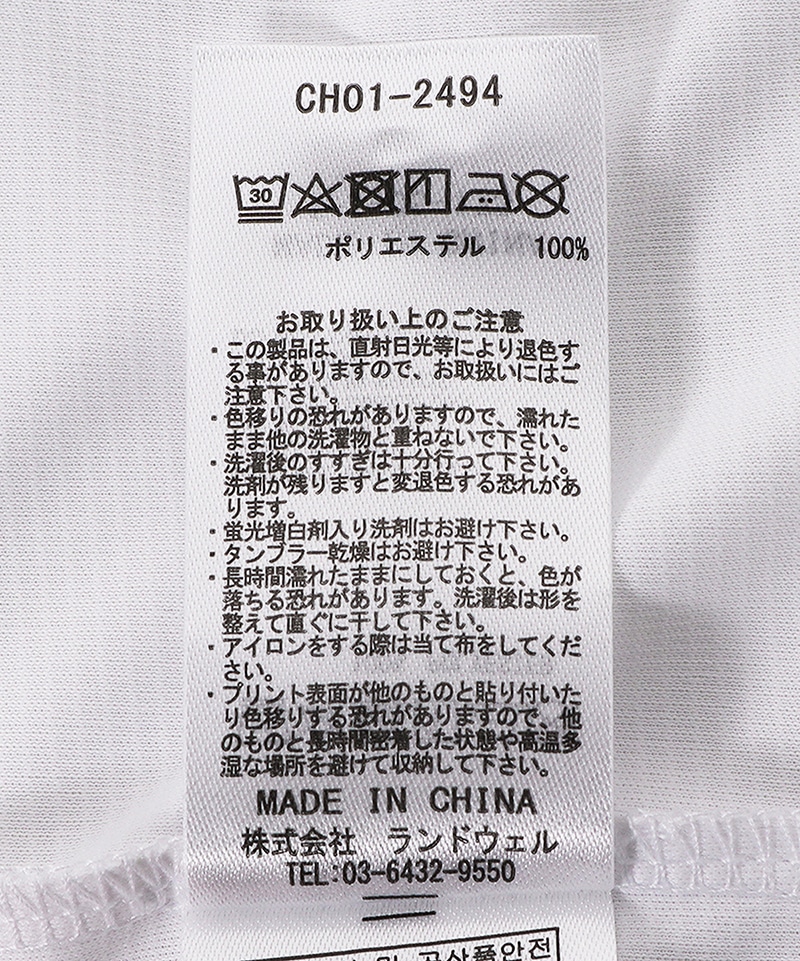 CH01-2494
30
ポリエステル 100%
お取り扱い上のご注意
・この製品は、直射日光等により退色す
る事がありますので、お取扱いにはご
注意下さい。
・色移りの恐れがありますので、濡れた
まま他の洗濯物と重ねないで下さい。
・洗濯後のすすぎは十分行って下さい。
洗剤が残りますと変退色する恐れがあ
ります。
・蛍光増白剤入り洗剤はお避け下さい。
・タンブラー乾燥はお避け下さい。
・長時間濡れたままにしておくと、色が
落ちる恐れがあります。洗濯後は形を
整えて直ぐに干して下さい。
・アイロンをする際は当て布をしてくだ
さい。
・プリント表面が他のものと貼り付いた
り色移りする恐れがありますので、他
のものと長時間密着した状態や高温多
湿な場所を避けて収納して下さい。
MADE IN CHINA
株式会社 ランドウェル
TEL:03-6432-9550
공산품안전